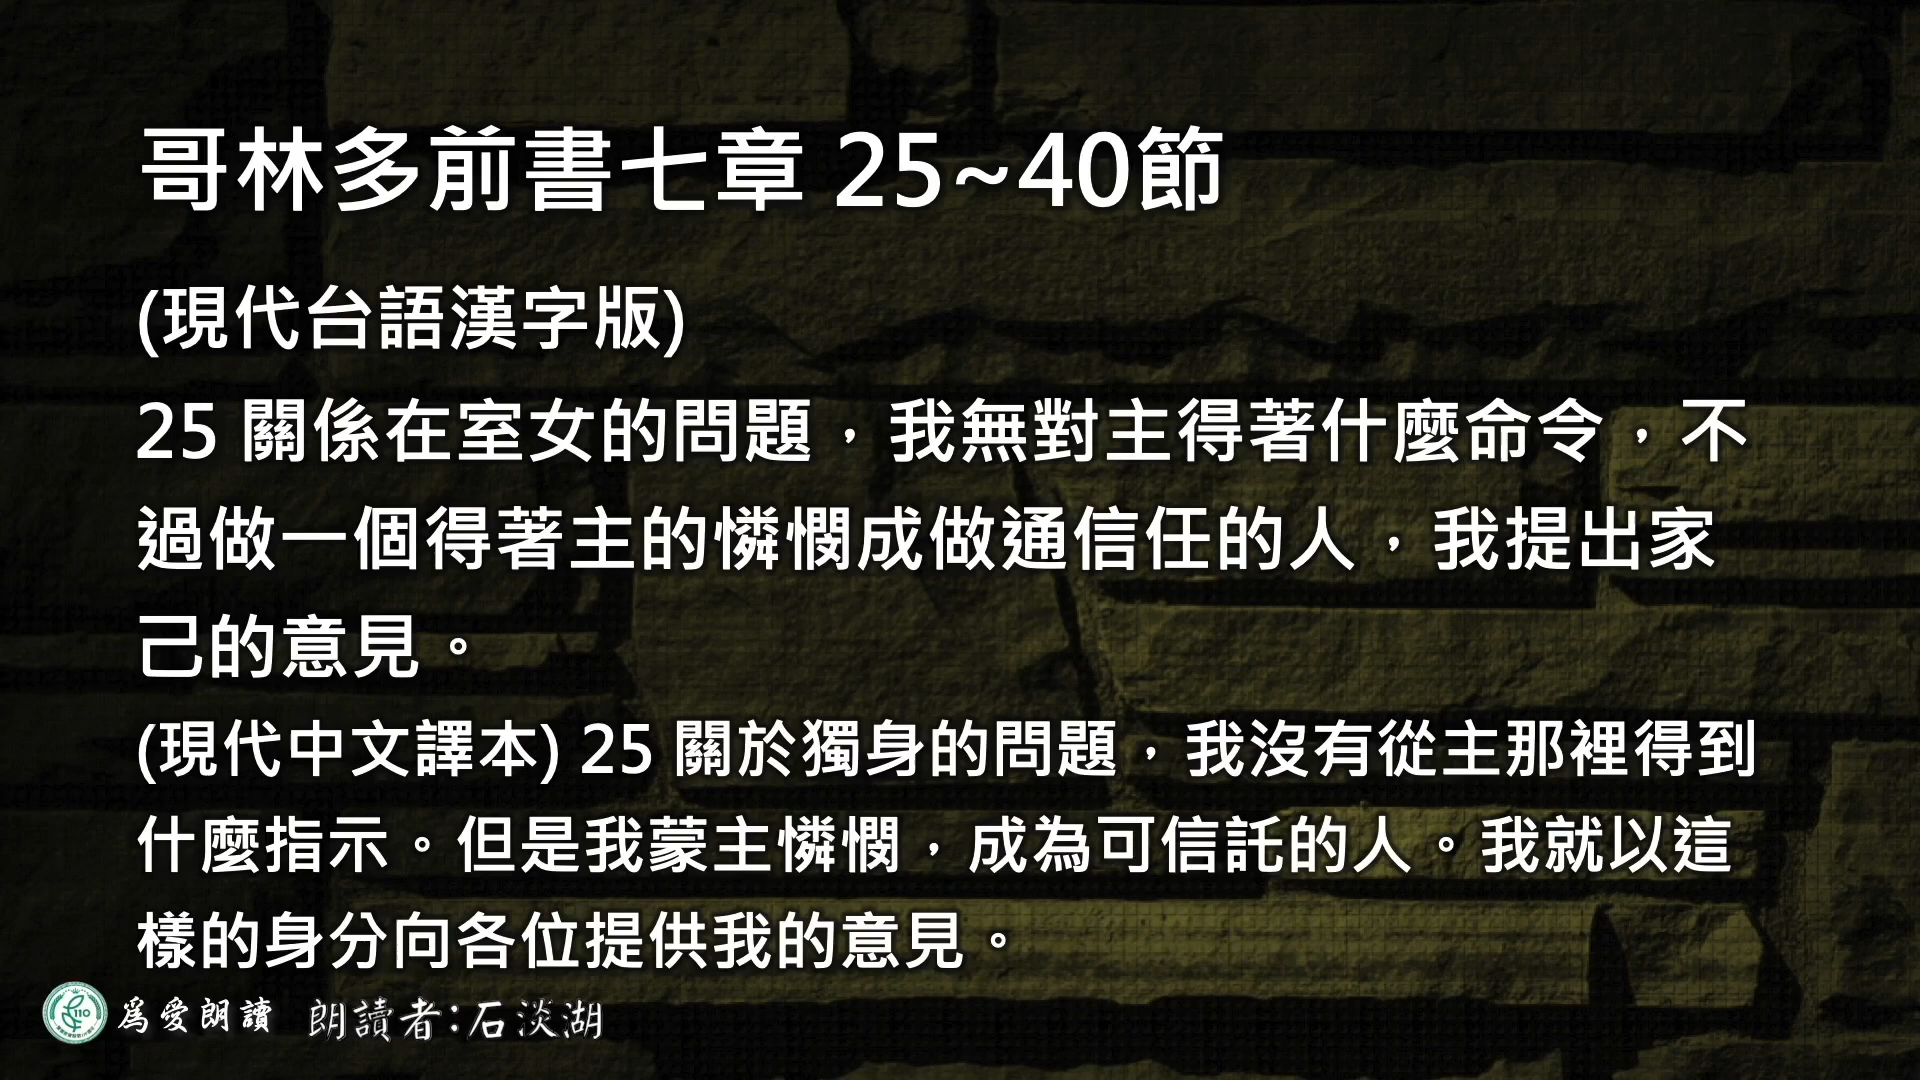 哥林多前書七章 25~40節
(現代台語漢字版)
25 關係在室女的問題，我無對主得著什麼命令，不
過做一個得著主的憐憫成做通信任的人，我提出家
己的意見。
(現代中文譯本) 25 關於獨身的問題，我沒有從主那裡得到
什麼指示。但是我蒙主憐憫，成為可信託的人。我就以這
樣的身分向各位提供我的意見。
110
為愛朗讀 朗讀者:石淡湖